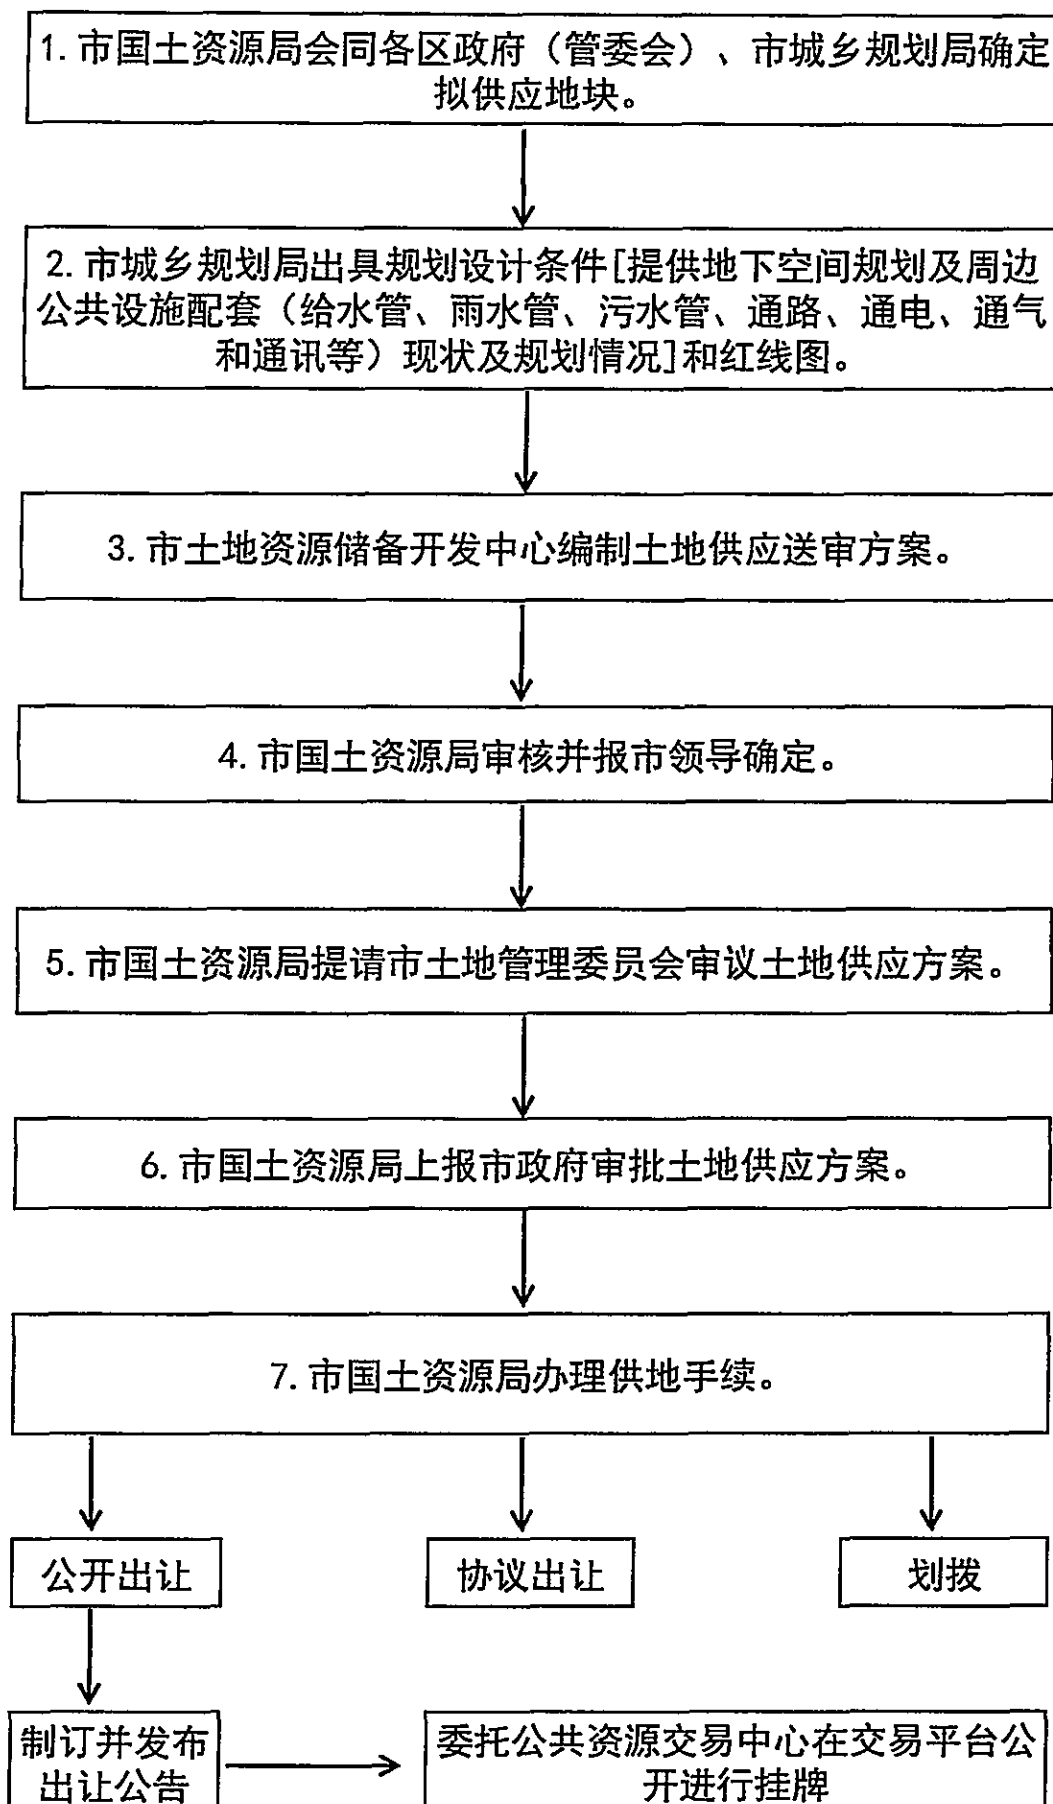 1. 市国土资源局会同各区政府（管委会）、市城乡规划局确定
拟供应地块。
2. 市城乡规划局出具规划设计条件[提供地下空间规划及周边
公共设施配套（给水管、雨水管、污水管、通路、通电、通气
和通讯等）现状及规划情况]和红线图。
3. 市土地资源储备开发中心编制土地供应送审方案。
4. 市国土资源局审核并报市领导确定。
5. 市国土资源局提请市土地管理委员会审议土地供应方案。
6. 市国土资源局上报市政府审批土地供应方案。
7. 市国土资源局办理供地手续。
公开出让
协议出让
划拨
制订并发布
出让公告
委托公共资源交易中心在交易平台公
开进行挂牌